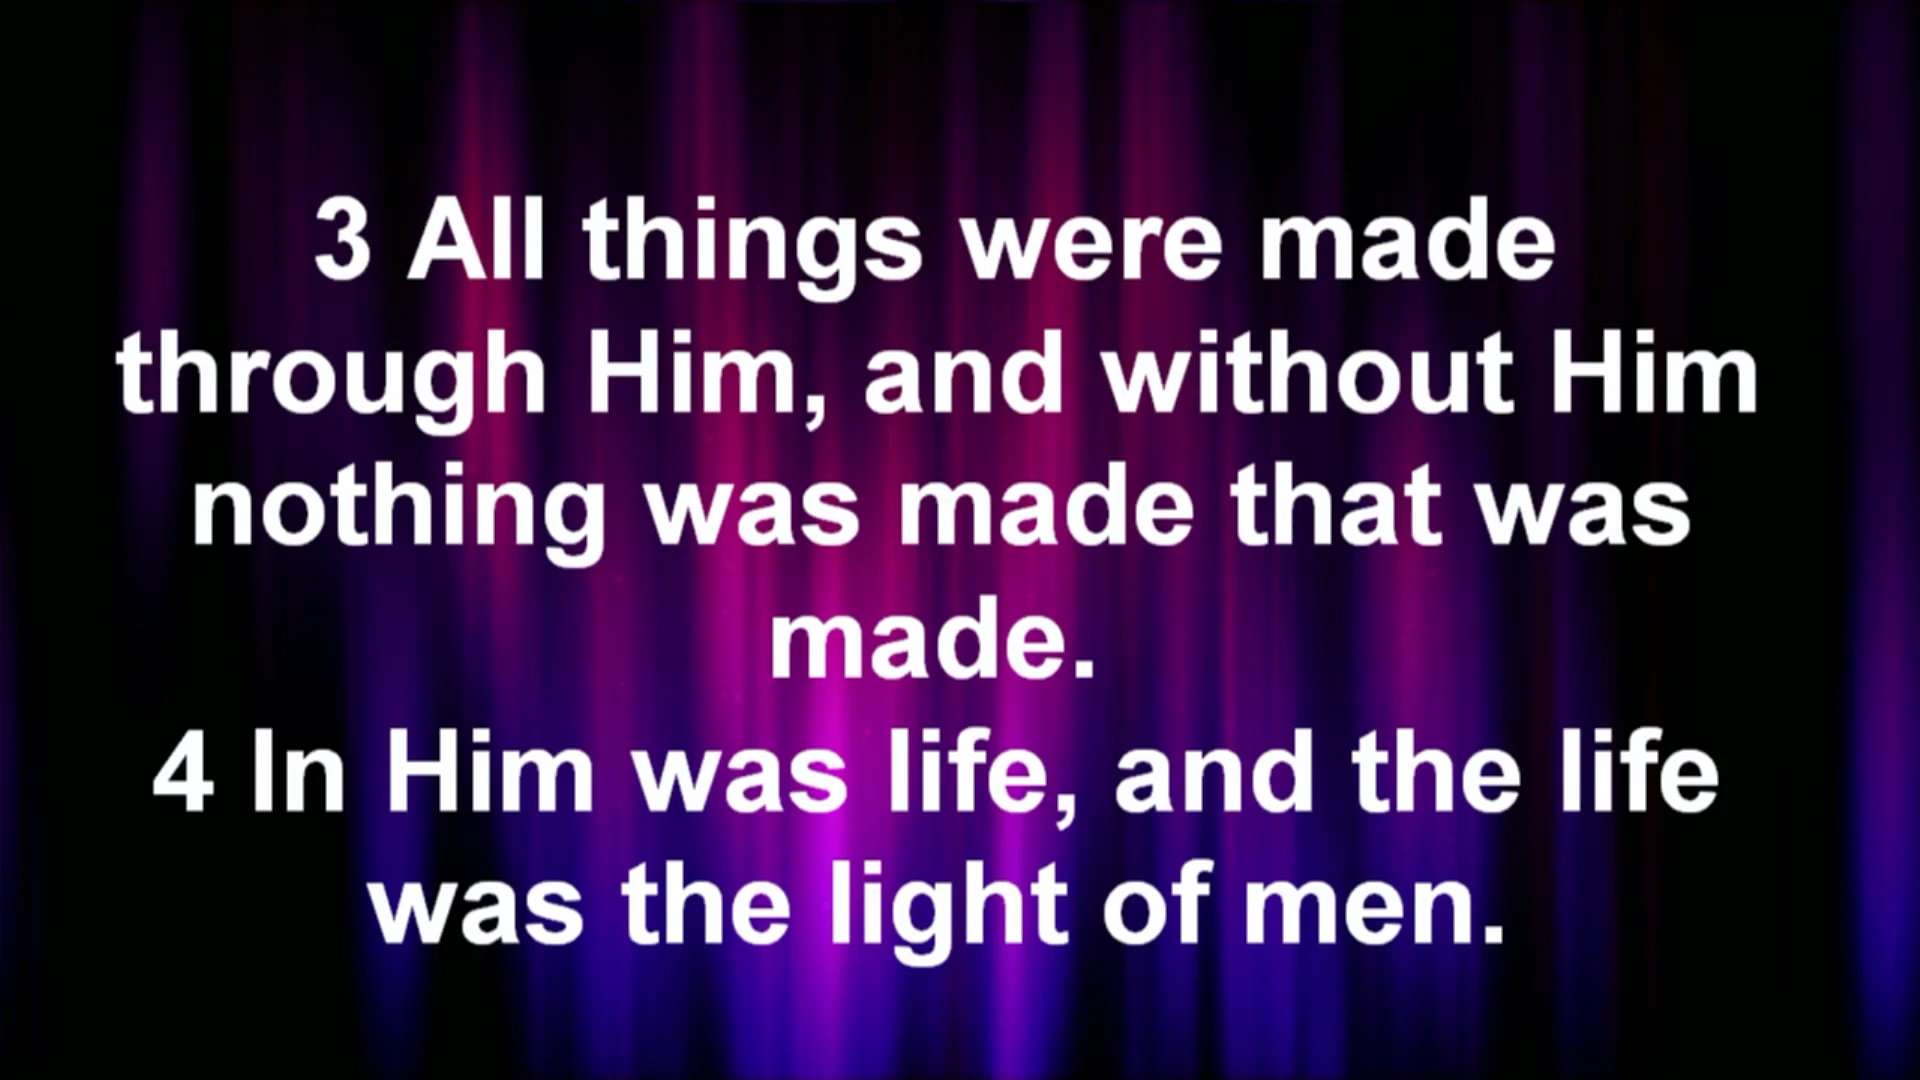 3 All things were made
through Him, and without Him
nothing was made that was
made.
4 In Him was life, and the life
was the light of men.